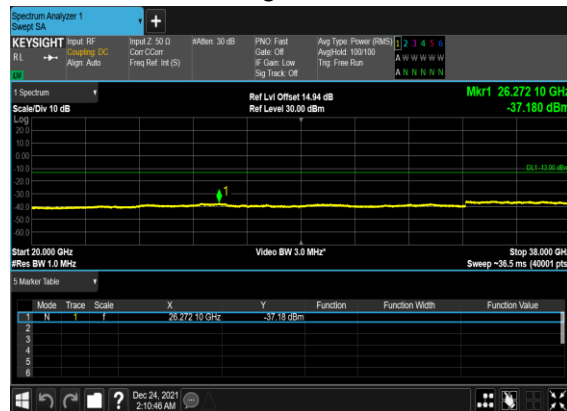 Spectrum Analyzer 1
Swept SA
+
KEYSIGHT Input: RF Input Z: 50 Ω #Atten: 30 dB PNO: Fast Avg Type: Power (RMS) 1 2 3 4 5 6
RL Coupling: DC Corr CCorr Gate: Off Avg|Hold: 100/100 A W W W W W
Align: Auto Freq Ref: Int (S) IF Gain: Low Trig: Free Run
Sig Track: Off A N N N N N
1 Spectrum Ref Lvl Offset 14.94 dB Mkr1 26.272 10 GHz
Scale/Div 10 dB Ref Level 30.00 dBm -37.180 dBm
Log
20.0
10.0
0.00
-10.0 DL1 -13.00 dBm
-20.0
-30.0 1
-40.0
-50.0
-60.0
Start 20.000 GHz Video BW 3.0 MHz* Stop 38.000 GHz
#Res BW 1.0 MHz Sweep ~36.5 ms (40001 pts)
5 Marker Table
Mode Trace Scale X Y Function Function Width Function Value
1 N 1 f 26.272 10 GHz -37.18 dBm
2
3
4
5
6
? Dec 24, 2021
2:10:46 AM